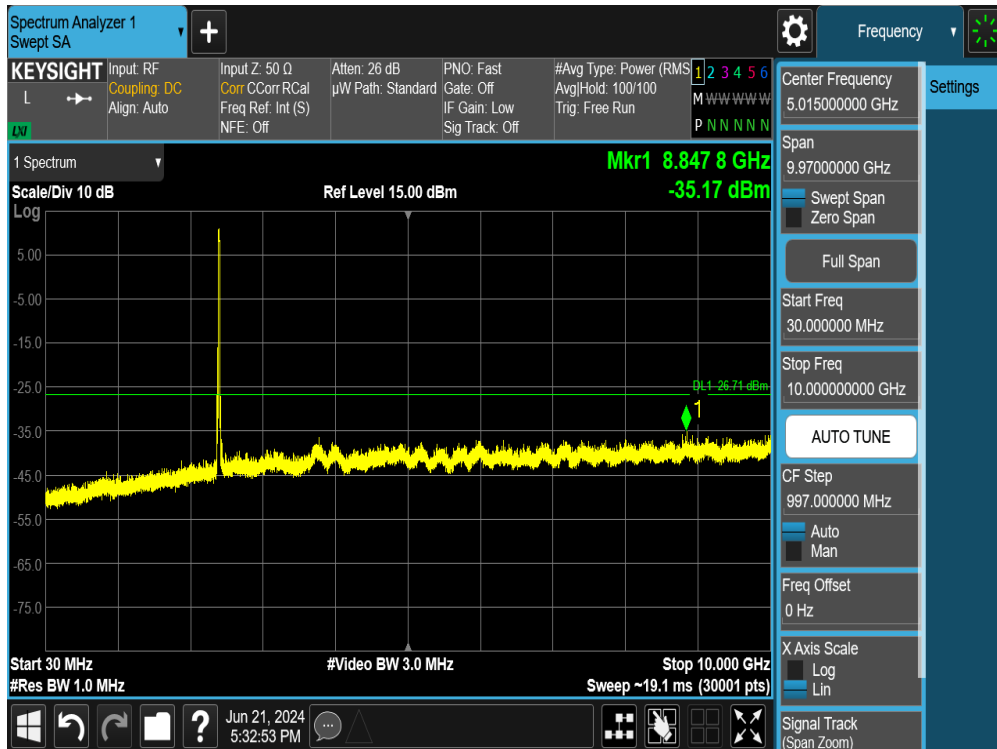 Spectrum Analyzer 1
Swept SA
Frequency
KEYSIGHT
L
LXI
Input: RF
Coupling: DC
Align: Auto
Input Z: 50 Ω
Corr CCorr RCal
Freq Ref: Int (S)
NFE: Off
Atten: 26 dB
µW Path: Standard
PNO: Fast
Gate: Off
IF Gain: Low
Sig Track: Off
#Avg Type: Power (RMS
Avg|Hold: 100/100
Trig: Free Run
1 2 3 4 5 6
M W W W W W
P N N N N N
1 Spectrum
Scale/Div 10 dB
Ref Level 15.00 dBm
Mkr1 8.847 8 GHz
-35.17 dBm
Log
5.00
-5.00
-15.0
-25.0
-35.0
-45.0
-55.0
-65.0
-75.0
DL1 -26.71 dBm
1
Start 30 MHz
#Video BW 3.0 MHz
Stop 10.000 GHz
#Res BW 1.0 MHz
Sweep ~19.1 ms (30001 pts)
Settings
Center Frequency
5.015000000 GHz
Span
9.97000000 GHz
Swept Span
Zero Span
Full Span
Start Freq
30.000000 MHz
Stop Freq
10.000000000 GHz
AUTO TUNE
CF Step
997.000000 MHz
Auto
Man
Freq Offset
0 Hz
X Axis Scale
Log
Lin
Signal Track
(Span Zoom)
?
Jun 21, 2024
5:32:53 PM